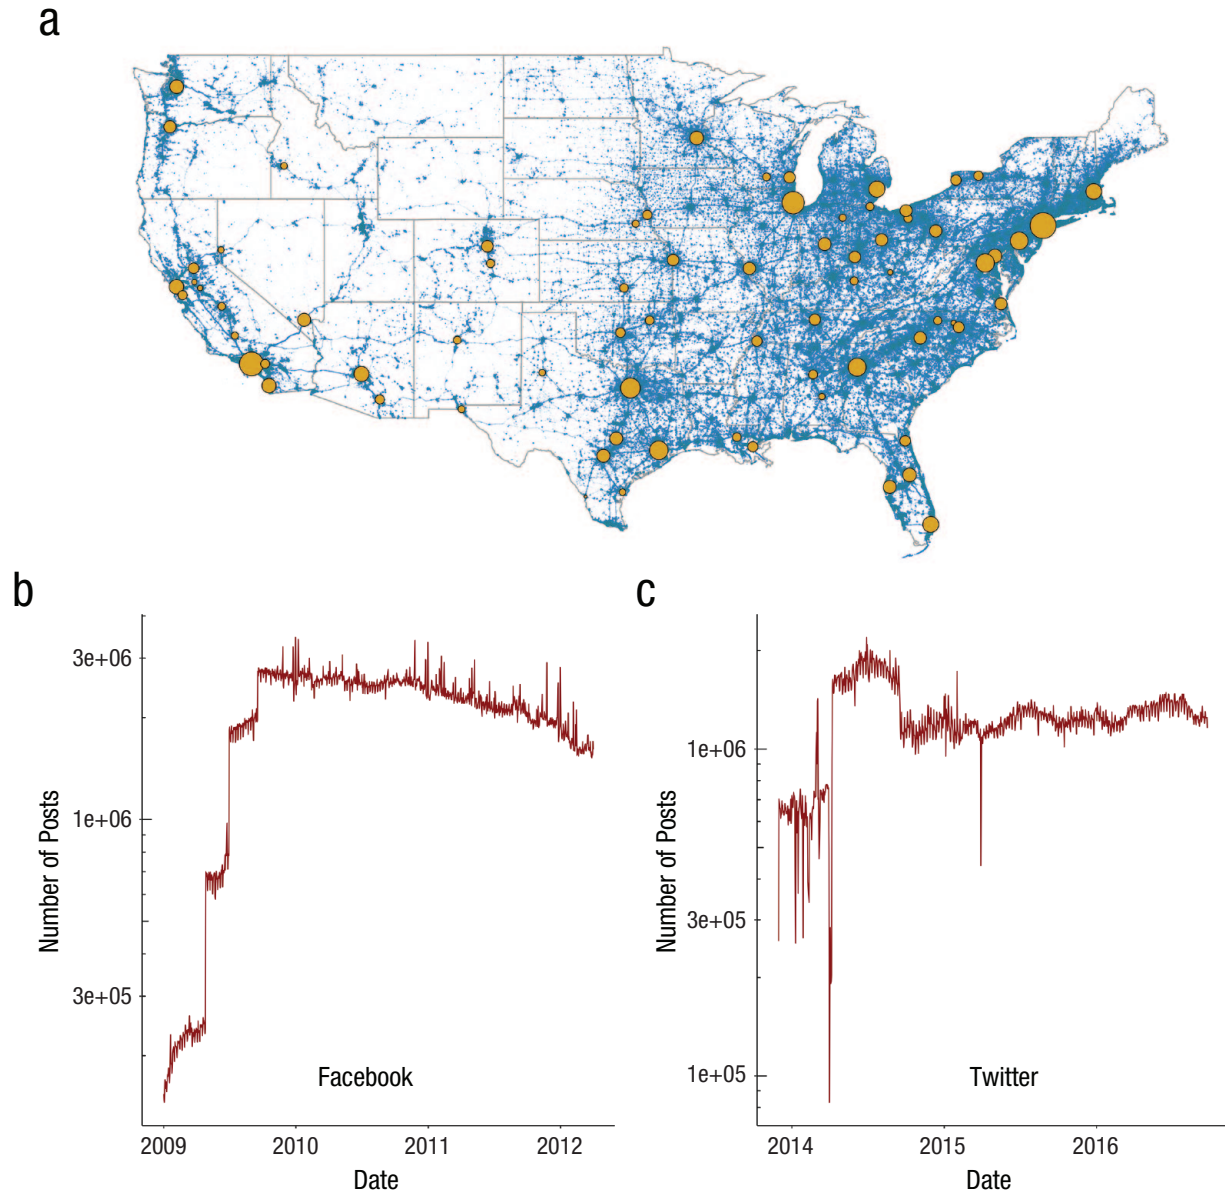 a
b
c
3e+06
1e+06
3e+05
Number of Posts
Facebook
2009
2010
2011
2012
Date
1e+06
3e+05
1e+05
Number of Posts
Twitter
2014
2015
2016
Date